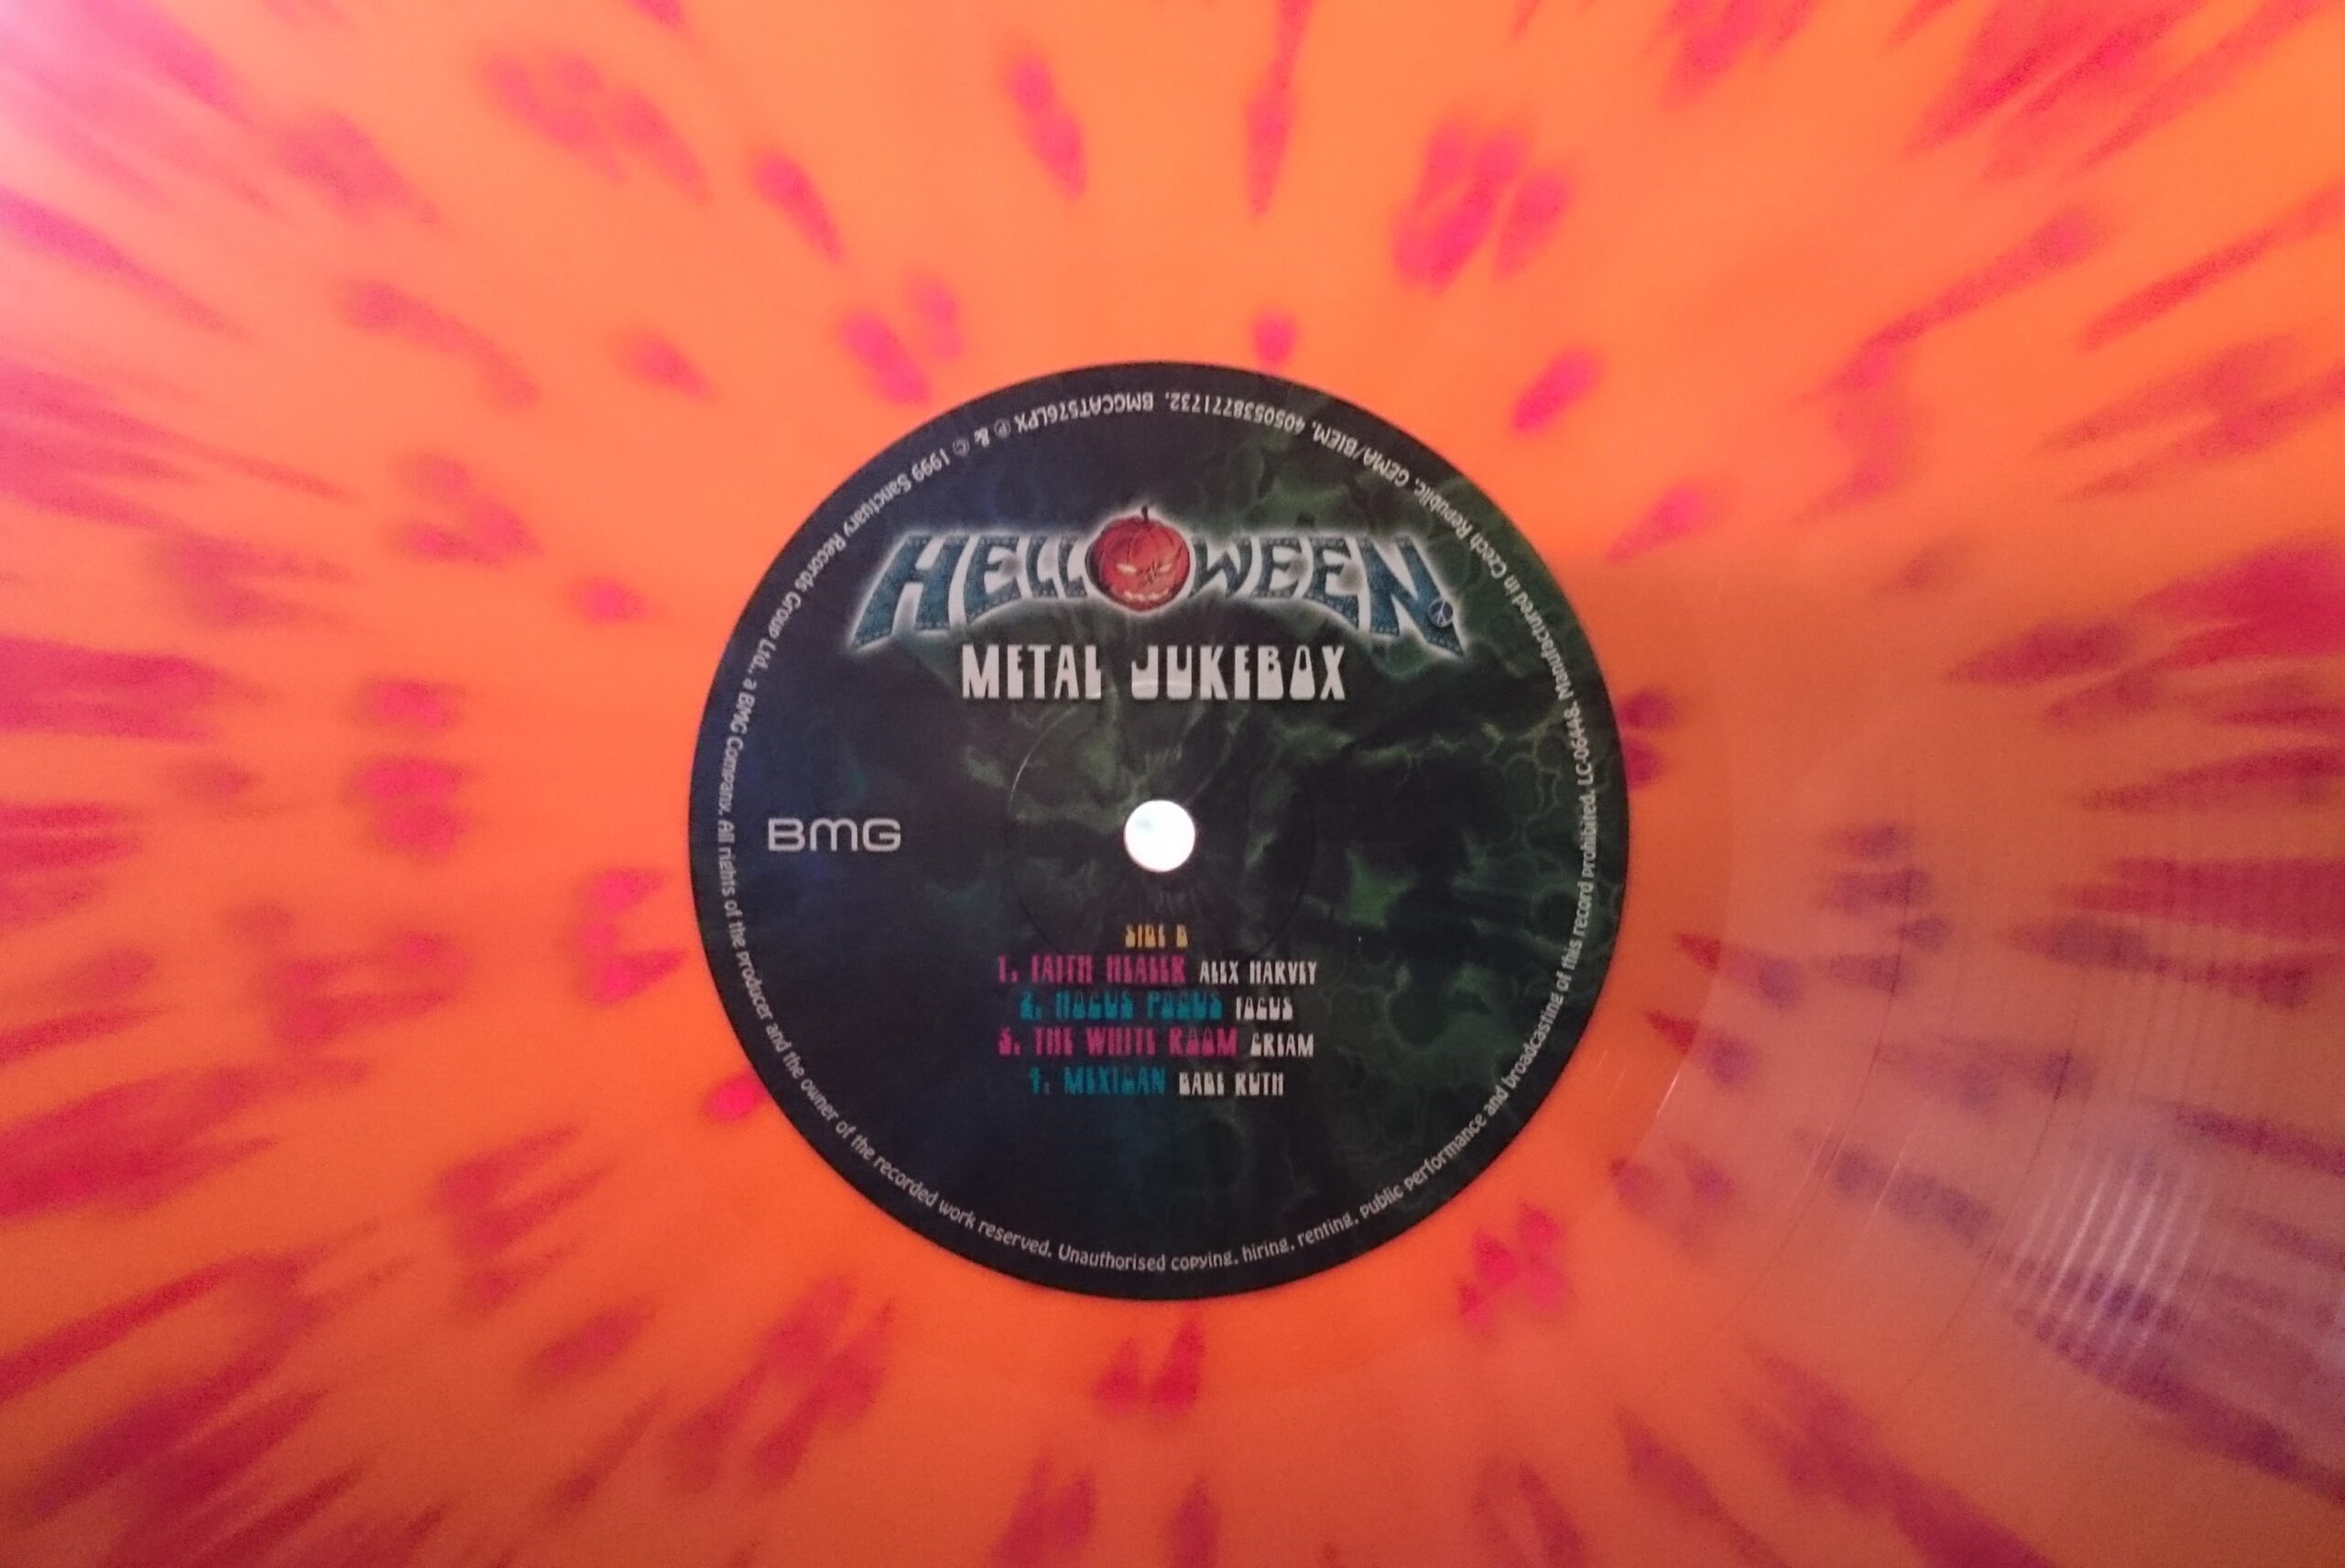 HELLOWEEN
METAL JUKEBOX
BMG
SIDE B
1. FAITH HEALER ALEX HARVEY
2. HOCUS POCUS FOCUS
3. THE WHITE ROOM CREAM
4. MEXICAN BABE RUTH
℗ & © 1999 Sanctuary Records Group Ltd., a BMG Company. All rights of the producer and the owner of the recorded work reserved. Unauthorised copying, hiring, renting, public performance and broadcasting of this record prohibited. LC-06448. Manufactured in Czech Republic. GEMA/BIEM. 4050538771732. BMGCAT576LPX